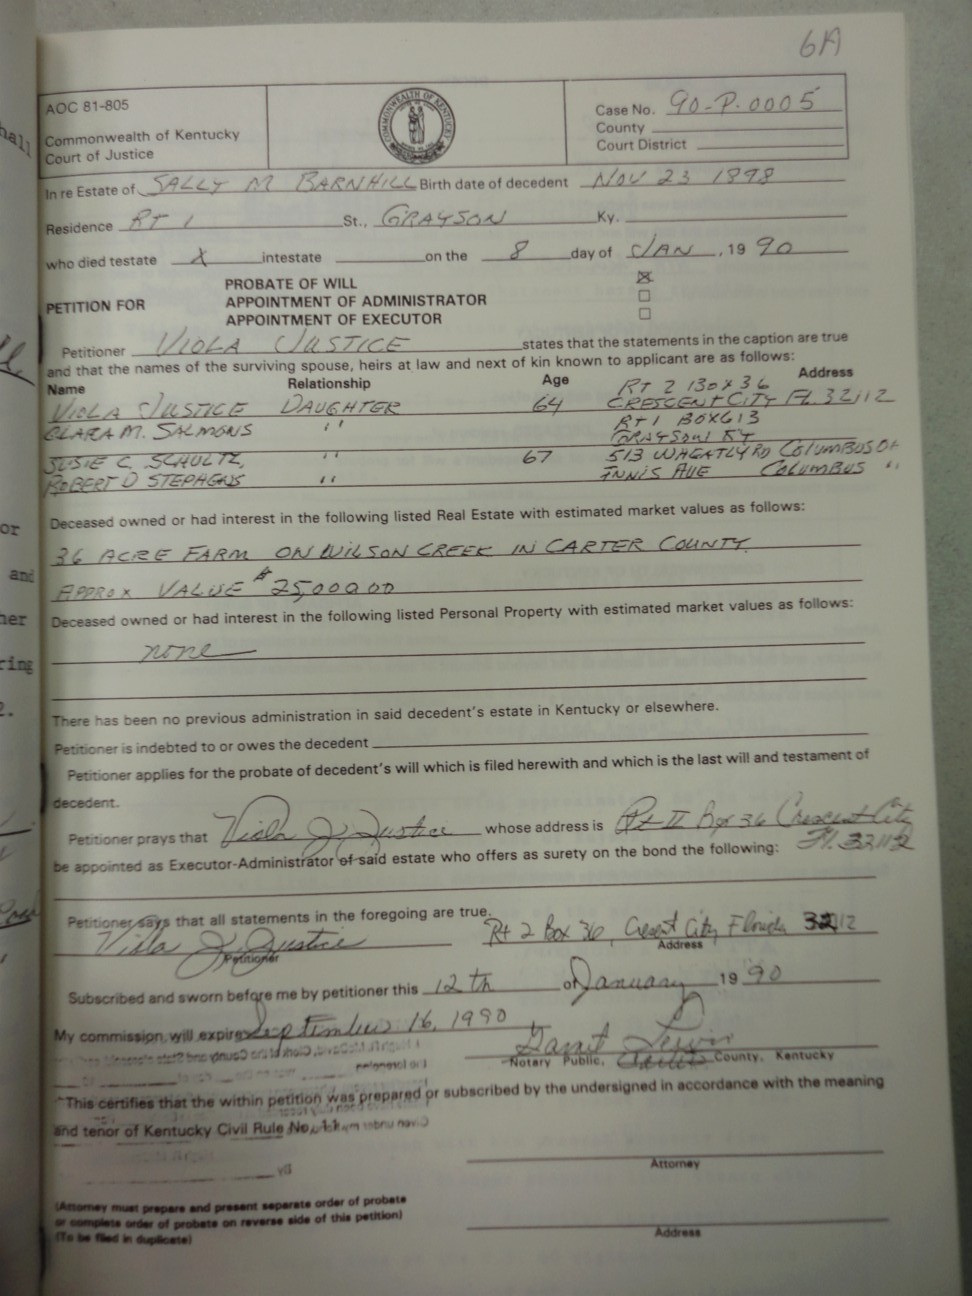 6A
AOC 81-805
Commonwealth of Kentucky
Court of Justice
COMMONWEALTH OF KENTUCKY
Case No. 90-P-0005
County
Court District
In re Estate of SALLY M BARNHILL Birth date of decedent NOV 23 1898
Residence RT 1 St., GRAYSON Ky.
who died testate X intestate on the 8 day of JAN, 19 90
PETITION FOR
PROBATE OF WILL ☒
APPOINTMENT OF ADMINISTRATOR ☐
APPOINTMENT OF EXECUTOR ☐
Petitioner VIOLA JUSTICE states that the statements in the caption are true
and that the names of the surviving spouse, heirs at law and next of kin known to applicant are as follows:
Name Relationship Age Address
RT 2 BOX 36
VIOLA JUSTICE DAUGHTER 64 CRESCENT CITY FL 32112
RT 1 BOX 613
CLARA M. SALMONS " GRAYSON KY
SUSIE C. SCHULTZ, " 67 513 WHEATLY RD COLUMBUS OH
ROBERT D STEPHENS " INNIS AVE COLUMBUS "
Deceased owned or had interest in the following listed Real Estate with estimated market values as follows:
36 ACRE FARM ON WILSON CREEK IN CARTER COUNTY.
APPROX VALUE $25,000 00
Deceased owned or had interest in the following listed Personal Property with estimated market values as follows:
none
There has been no previous administration in said decedent's estate in Kentucky or elsewhere.
Petitioner is indebted to or owes the decedent
Petitioner applies for the probate of decedent's will which is filed herewith and which is the last will and testament of
decedent.
Petitioner prays that Viola J. Justice whose address is Rt II Box 36 Crescent City
Fl. 32112
be appointed as Executor-Administrator of said estate who offers as surety on the bond the following:
Petitioner says that all statements in the foregoing are true.
Viola J. Justice Rt 2 Box 36, Cresent City, Florida 32112
Petitioner Address
Subscribed and sworn before me by petitioner this 12th of January 19 90
My commission will expire September 16, 1990
Notary Public, County, Kentucky
This certifies that the within petition was prepared or subscribed by the undersigned in accordance with the meaning
and tenor of Kentucky Civil Rule No. 11
Attorney
(Attorney must prepare and present separate order of probate
or complete order of probate on reverse side of this petition)
(To be filed in duplicate)
Address